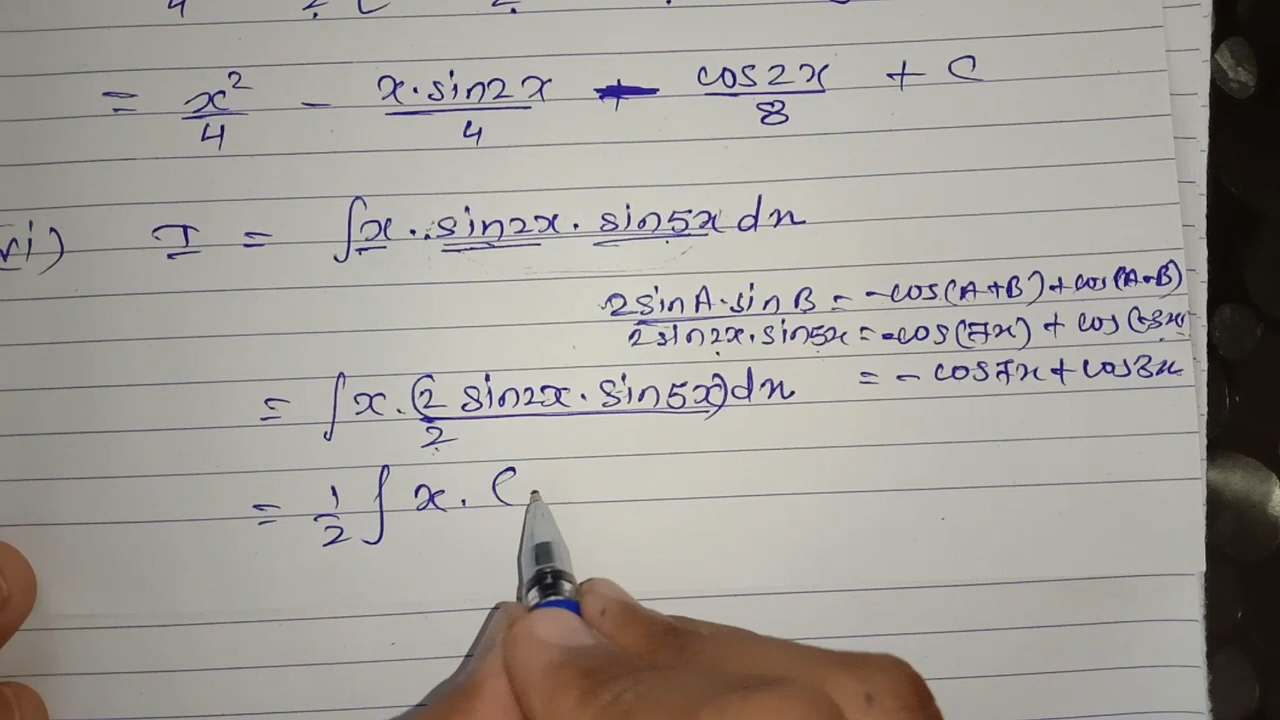 = x²/4 - x·sin2x/4 - cos2x/8 + C
vi) I = ∫x · sin2x · sin5x dx
2sinA·sinB = -cos(A+B) + cos(A-B)
2sin2x·sin5x = -cos(7x) + cos(-3x)
= -cos7x + cos3x
= ∫x·(2 sin2x·sin5x)/2 dx
= 1/2 ∫ x. (